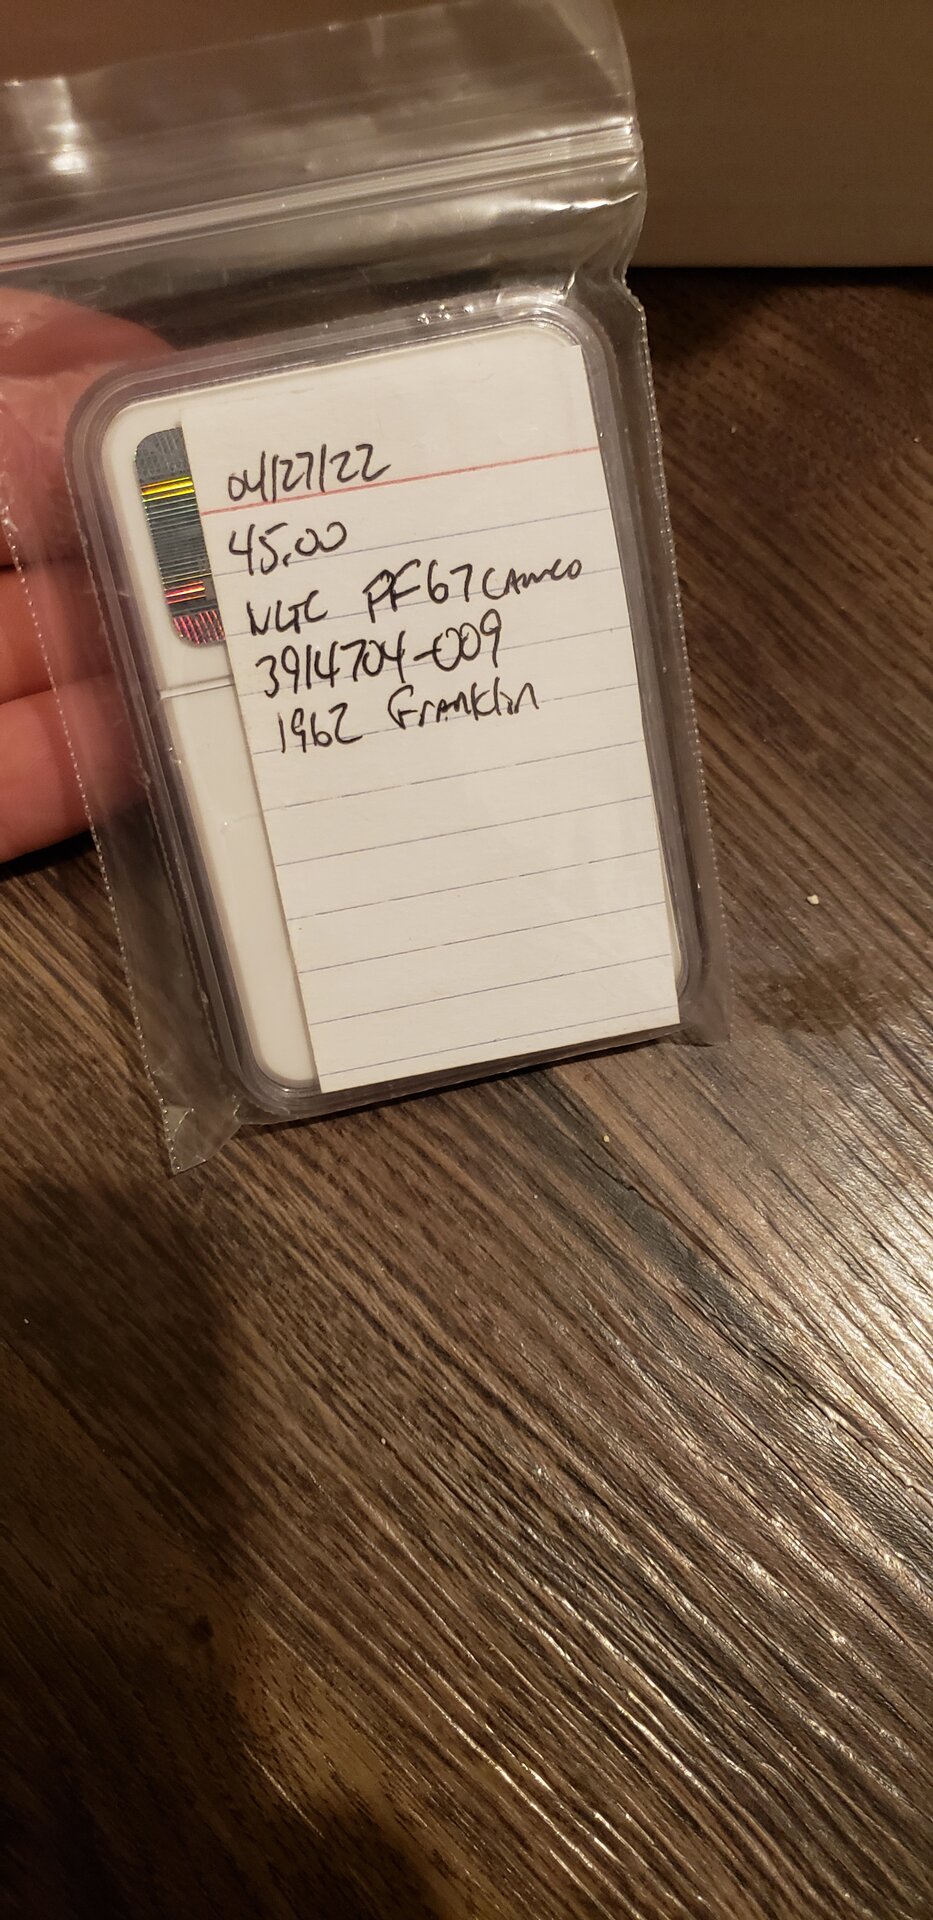 04/27/22
45.00
NGC PF67 CAMEO
3914704-009
1962 Franklin